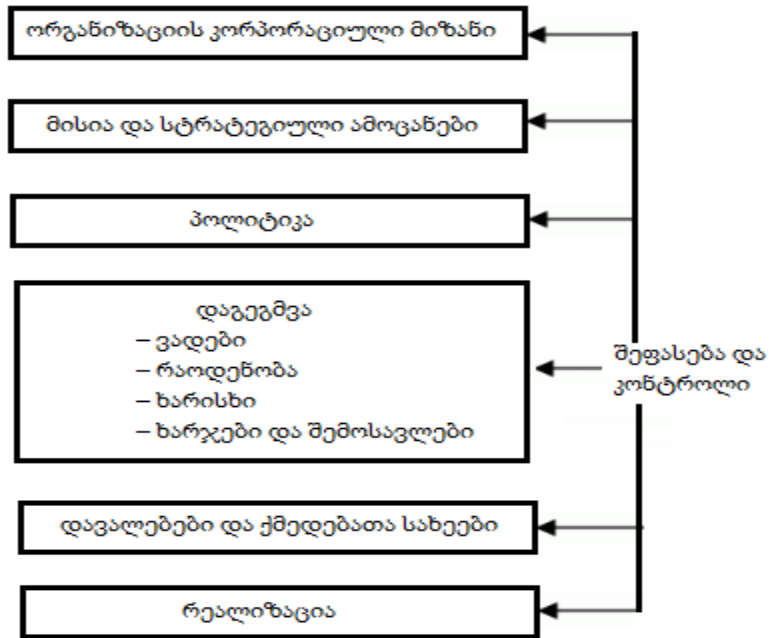 ორგანიზაციის კორპორაციული მიზანი
მისია და სტრატეგიული ამოცანები
პოლიტიკა
დაგეგმვა
– ვადები
– რაოდენობა
– ხარისხი
– ხარჯები და შემოსავლები
შეფასება და
კონტროლი
დავალებები და ქმედებათა სახეები
რეალიზაცია